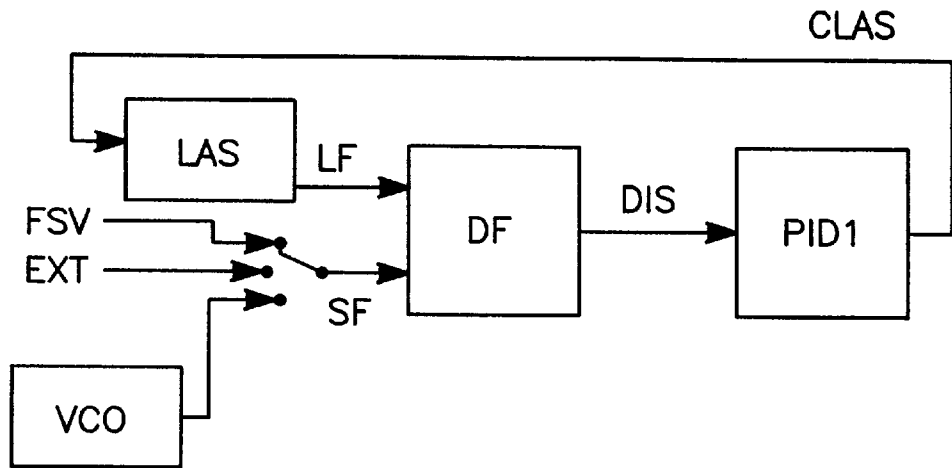 CLAS
LAS
LF
FSV
EXT
SF
DF
DIS
PID1
VCO